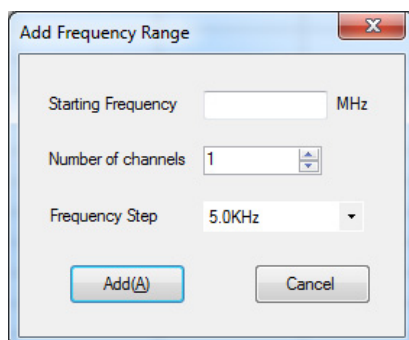 Add Frequency Range
Starting Frequency MHz
Number of channels 1
Frequency Step 5.0KHz
Add(A) Cancel